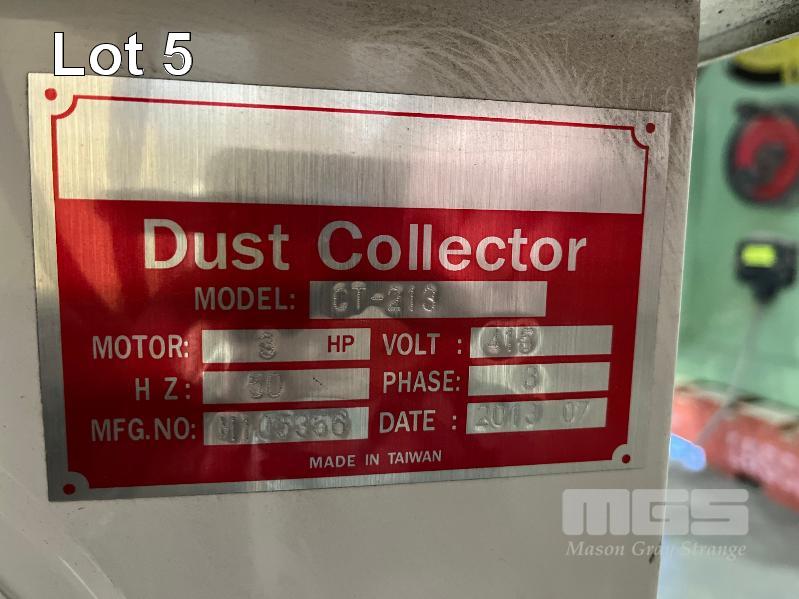 Lot 5
Dust Collector
MODEL: CT-213
MOTOR: 3 HP VOLT : 415
H Z : 50 PHASE: 3
MFG.NO: DATE : 2013 07
MADE IN TAIWAN
MGS
Mason Gray Strange